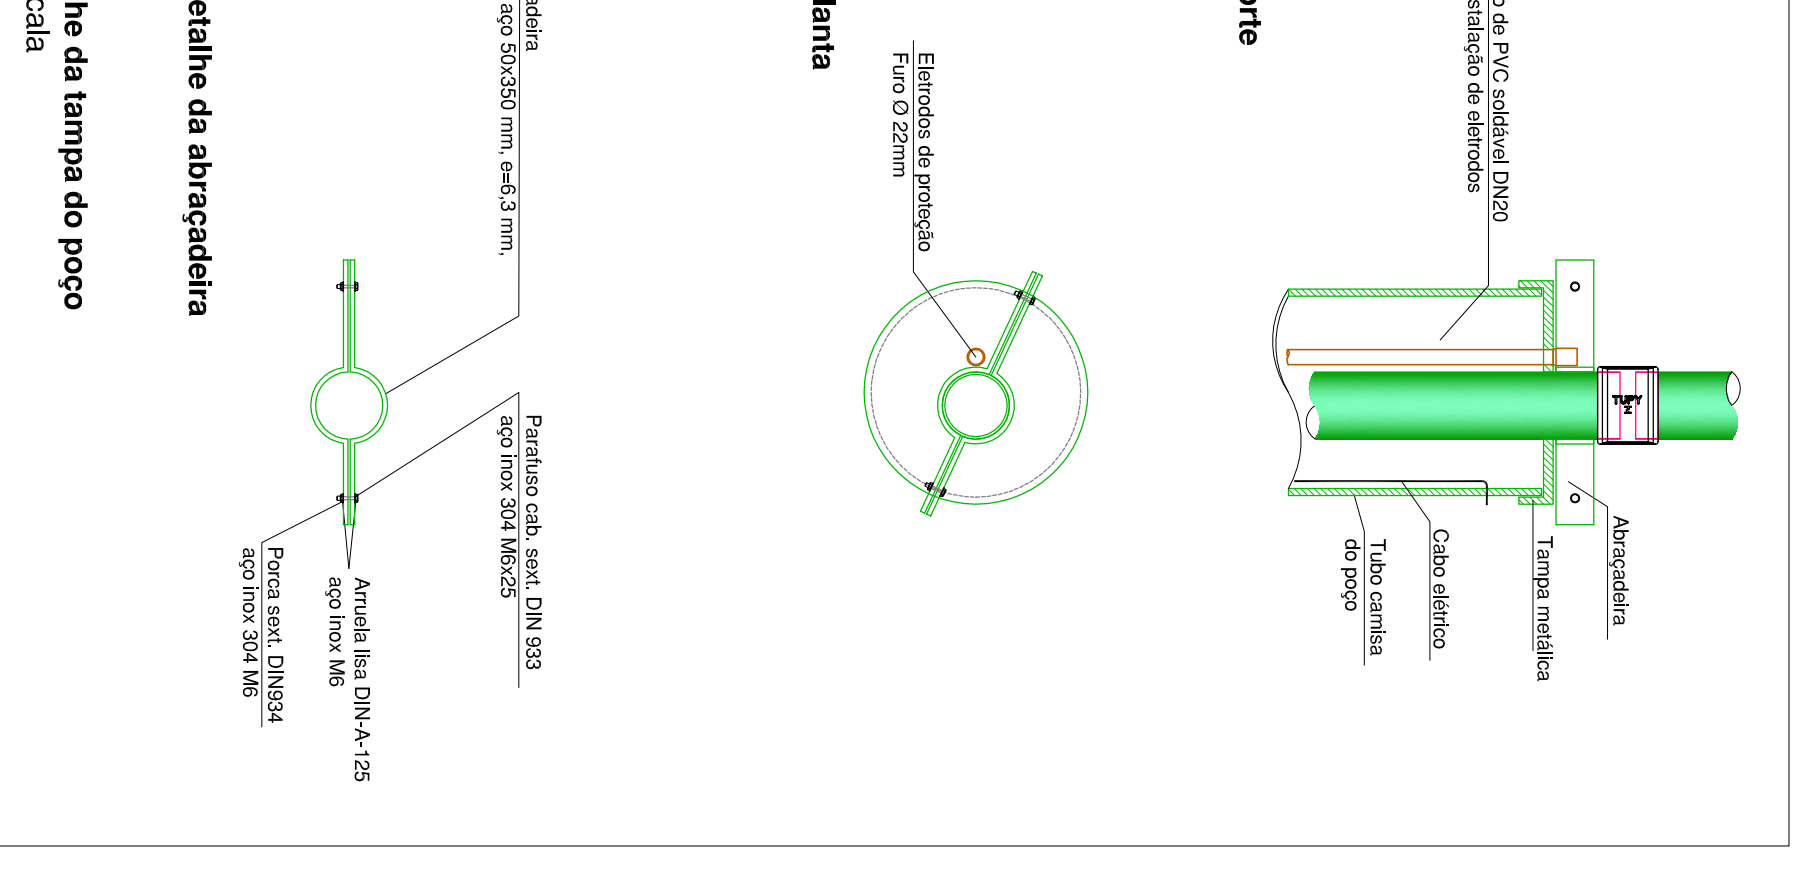 orte
o de PVC soldável DN20
stalação de eletrodos
TUPY
Abraçadeira
Tampa metálica
Cabo elétrico
Tubo camisa
do poço
lanta
Eletrodos de proteção
Furo Ø 22mm
adeira
aço 50x350 mm, e=6,3 mm,
Parafuso cab. sext. DIN 933
aço inox 304 M6x25
Arruela lisa DIN-A-125
aço inox M6
Porca sext. DIN934
aço inox 304 M6
etalhe da abraçadeira
he da tampa do poço
cala